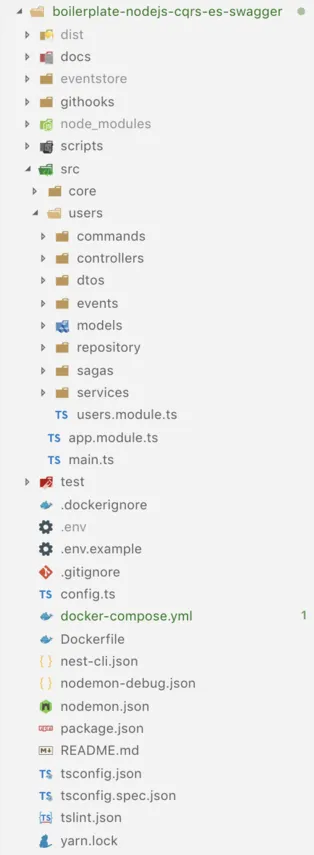 boilerplate-nodejs-cqrs-es-swagger
dist
docs
eventstore
githooks
node_modules
scripts
src
core
users
commands
controllers
dtos
events
models
repository
sagas
services
TS users.module.ts
TS app.module.ts
TS main.ts
test
.dockerignore
.env
.env.example
.gitignore
TS config.ts
docker-compose.yml 1
Dockerfile
{ } nest-cli.json
{ } nodemon-debug.json
nodemon.json
package.json
M README.md
TS tsconfig.json
TS tsconfig.spec.json
TS tslint.json
yarn.lock